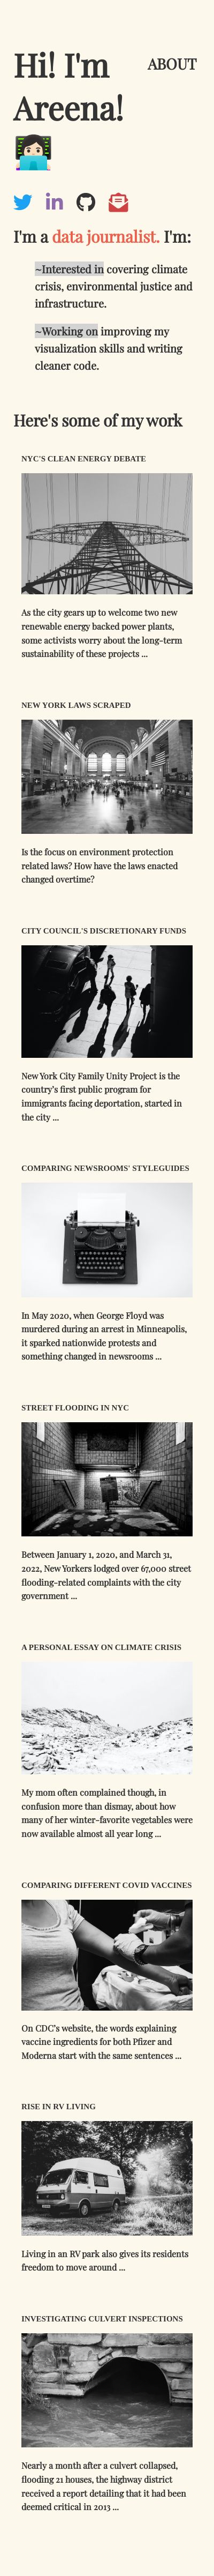 Hi! I'm
Areena!
ABOUT
I'm a data journalist. I'm:
~Interested in covering climate
crisis, environmental justice and
infrastructure.
~Working on improving my
visualization skills and writing
cleaner code.
Here's some of my work
NYC'S CLEAN ENERGY DEBATE
As the city gears up to welcome two new
renewable energy backed power plants,
some activists worry about the long-term
sustainability of these projects ...
NEW YORK LAWS SCRAPED
Is the focus on environment protection
related laws? How have the laws enacted
changed overtime?
CITY COUNCIL'S DISCRETIONARY FUNDS
New York City Family Unity Project is the
country's first public program for
immigrants facing deportation, started in
the city ...
COMPARING NEWSROOMS' STYLEGUIDES
In May 2020, when George Floyd was
murdered during an arrest in Minneapolis,
it sparked nationwide protests and
something changed in newsrooms ...
STREET FLOODING IN NYC
Between January 1, 2020, and March 31,
2022, New Yorkers lodged over 67,000 street
flooding-related complaints with the city
government ...
A PERSONAL ESSAY ON CLIMATE CRISIS
My mom often complained though, in
confusion more than dismay, about how
many of her winter-favorite vegetables were
now available almost all year long ...
COMPARING DIFFERENT COVID VACCINES
On CDC's website, the words explaining
vaccine ingredients for both Pfizer and
Moderna start with the same sentences ...
RISE IN RV LIVING
Living in an RV park also gives its residents
freedom to move around ...
INVESTIGATING CULVERT INSPECTIONS
Nearly a month after a culvert collapsed,
flooding 21 houses, the highway district
received a report detailing that it had been
deemed critical in 2013 ...